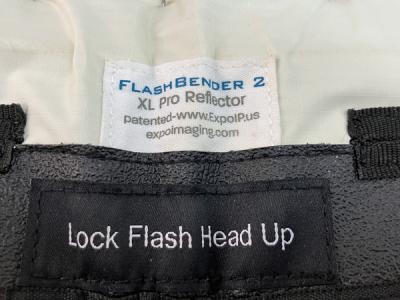 FlashBender 2
XL Pro Reflector
patented-www.ExpoIP.us
expoimaging.com
Lock Flash Head Up